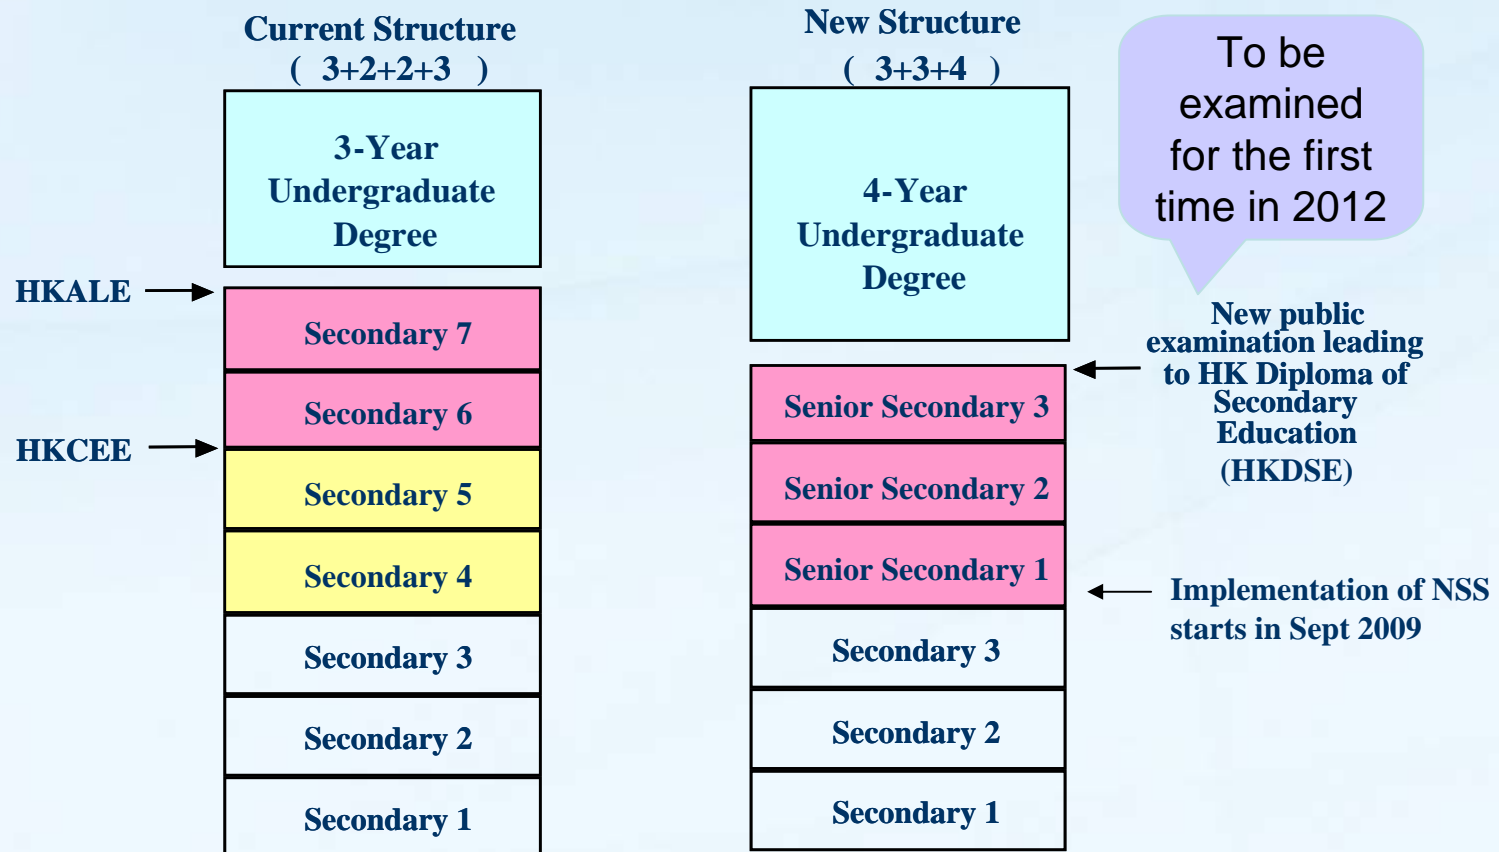 Current Structure
( 3+2+2+3 )
3-Year
Undergraduate
Degree
HKALE
Secondary 7
Secondary 6
HKCEE
Secondary 5
Secondary 4
Secondary 3
Secondary 2
Secondary 1
New Structure
( 3+3+4 )
4-Year
Undergraduate
Degree
Senior Secondary 3
Senior Secondary 2
Senior Secondary 1
Secondary 3
Secondary 2
Secondary 1
To be
examined
for the first
time in 2012
New public
examination leading
to HK Diploma of
Secondary
Education
(HKDSE)
Implementation of NSS
starts in Sept 2009